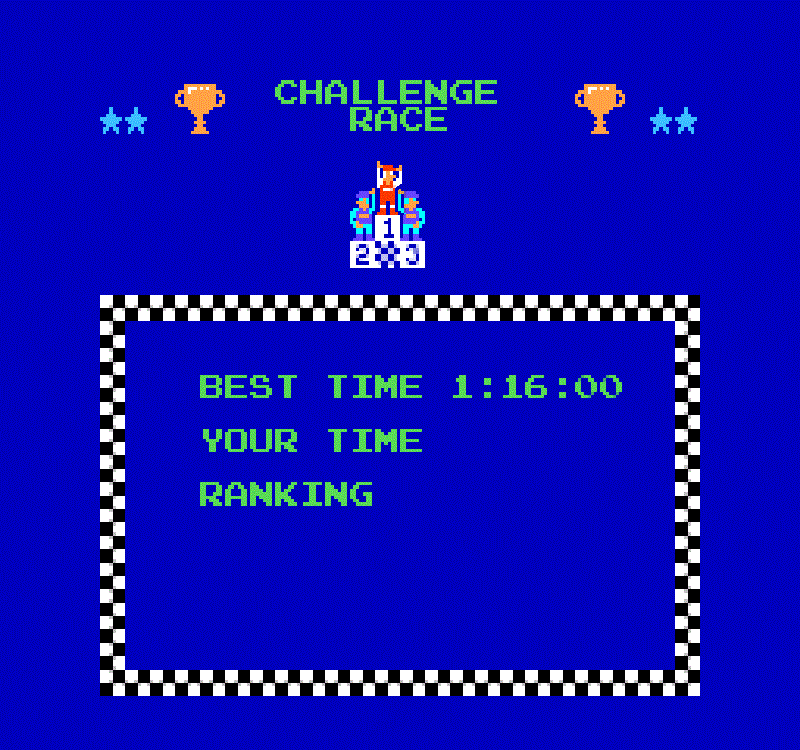 CHALLENGE
RACE
1
2 3
BEST TIME 1:16:00
YOUR TIME
RANKING